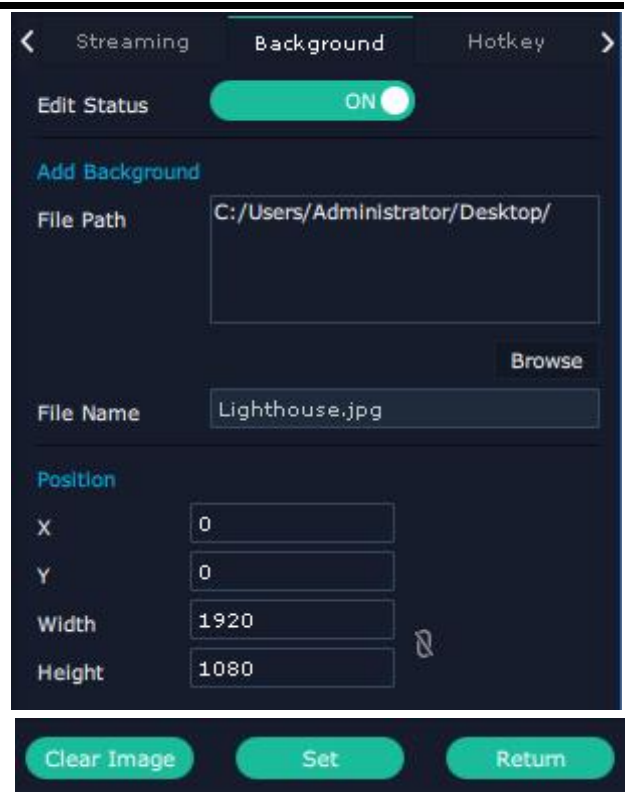 Streaming Background Hotkey
Edit Status ON
Add Background
File Path C:/Users/Administrator/Desktop/
Browse
File Name Lighthouse.jpg
Position
X 0
Y 0
Width 1920
Height 1080
Clear Image Set Return